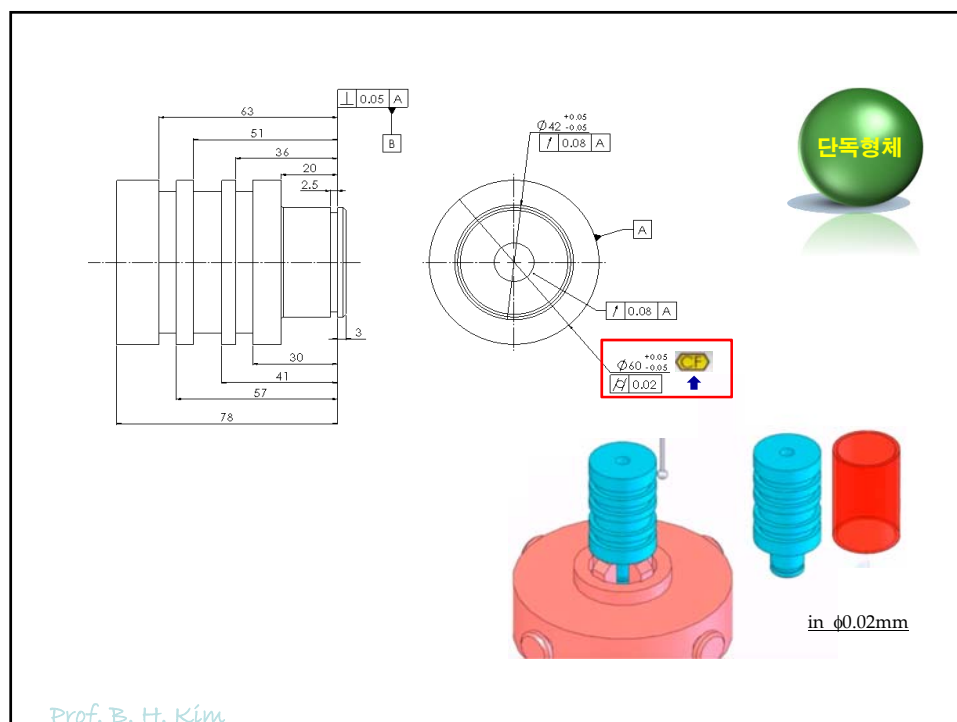 63
⊥ 0.05 A
51
B
36
20
2.5
3
30
41
57
78
+0.05
Ø42 -0.05
↗ 0.08 A
A
↗ 0.08 A
+0.05
Ø60 -0.05 CF
⌭ 0.02
단독형체
in ϕ0.02mm
Prof. B. H. Kim